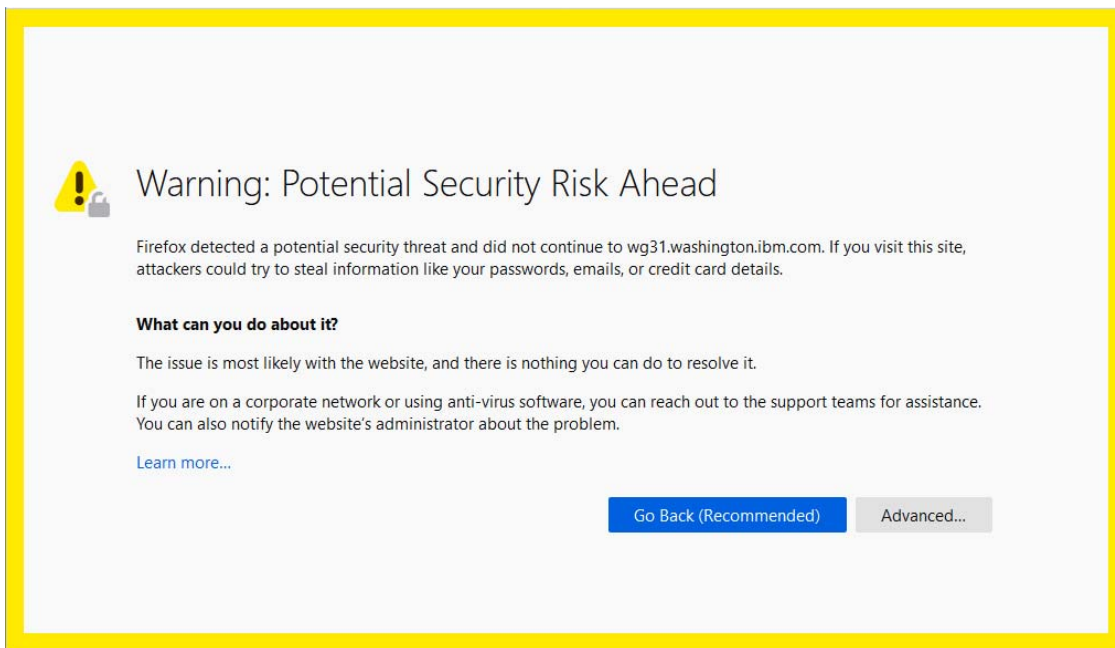 Warning: Potential Security Risk Ahead
Firefox detected a potential security threat and did not continue to wg31.washington.ibm.com. If you visit this site,
attackers could try to steal information like your passwords, emails, or credit card details.
What can you do about it?
The issue is most likely with the website, and there is nothing you can do to resolve it.
If you are on a corporate network or using anti-virus software, you can reach out to the support teams for assistance.
You can also notify the website’s administrator about the problem.
Learn more...
Go Back (Recommended)
Advanced...